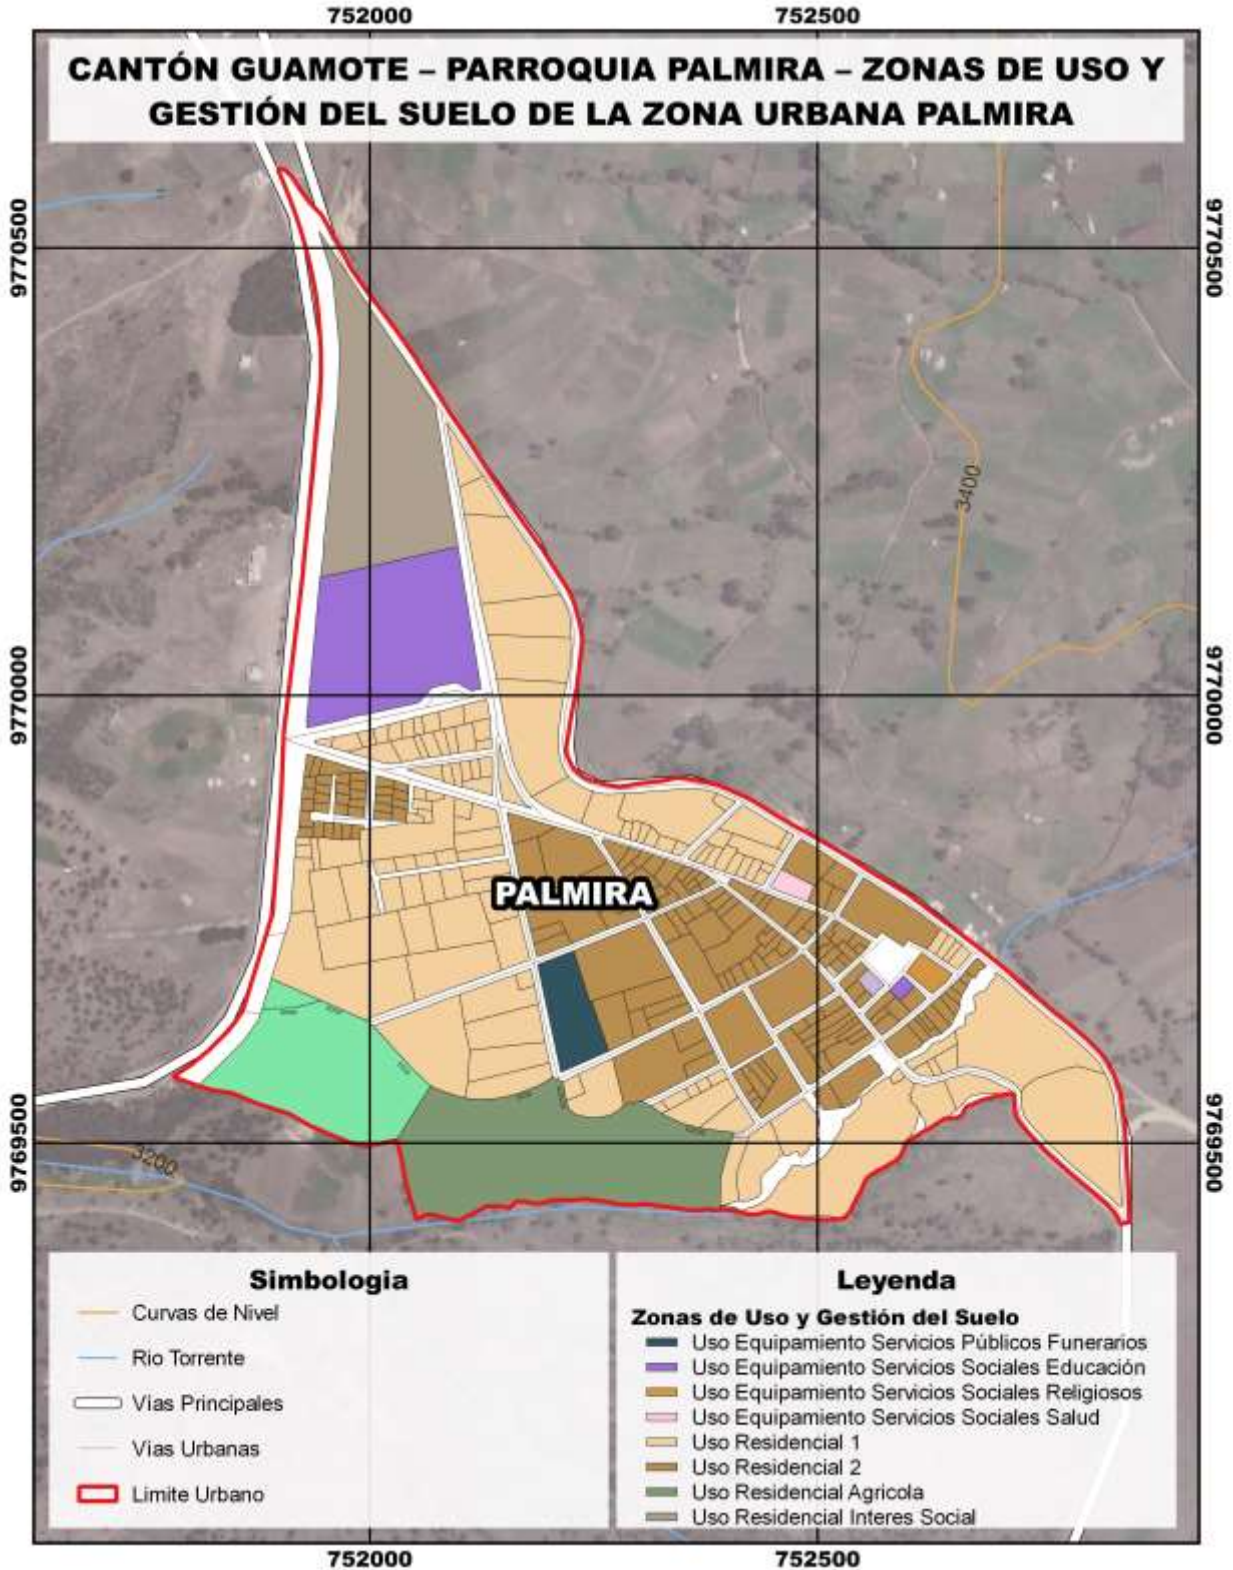 752000
752500
CANTÓN GUAMOTE – PARROQUIA PALMIRA – ZONAS DE USO Y
GESTIÓN DEL SUELO DE LA ZONA URBANA PALMIRA
9770500
9770500
3400
9770000
9770000
PALMIRA
9769500
9769500
3200
Simbologia
Curvas de Nivel
Rio Torrente
Vias Principales
Vias Urbanas
Limite Urbano
Leyenda
Zonas de Uso y Gestión del Suelo
Uso Equipamiento Servicios Públicos Funerarios
Uso Equipamiento Servicios Sociales Educación
Uso Equipamiento Servicios Sociales Religiosos
Uso Equipamiento Servicios Sociales Salud
Uso Residencial 1
Uso Residencial 2
Uso Residencial Agricola
Uso Residencial Interes Social
752000
752500